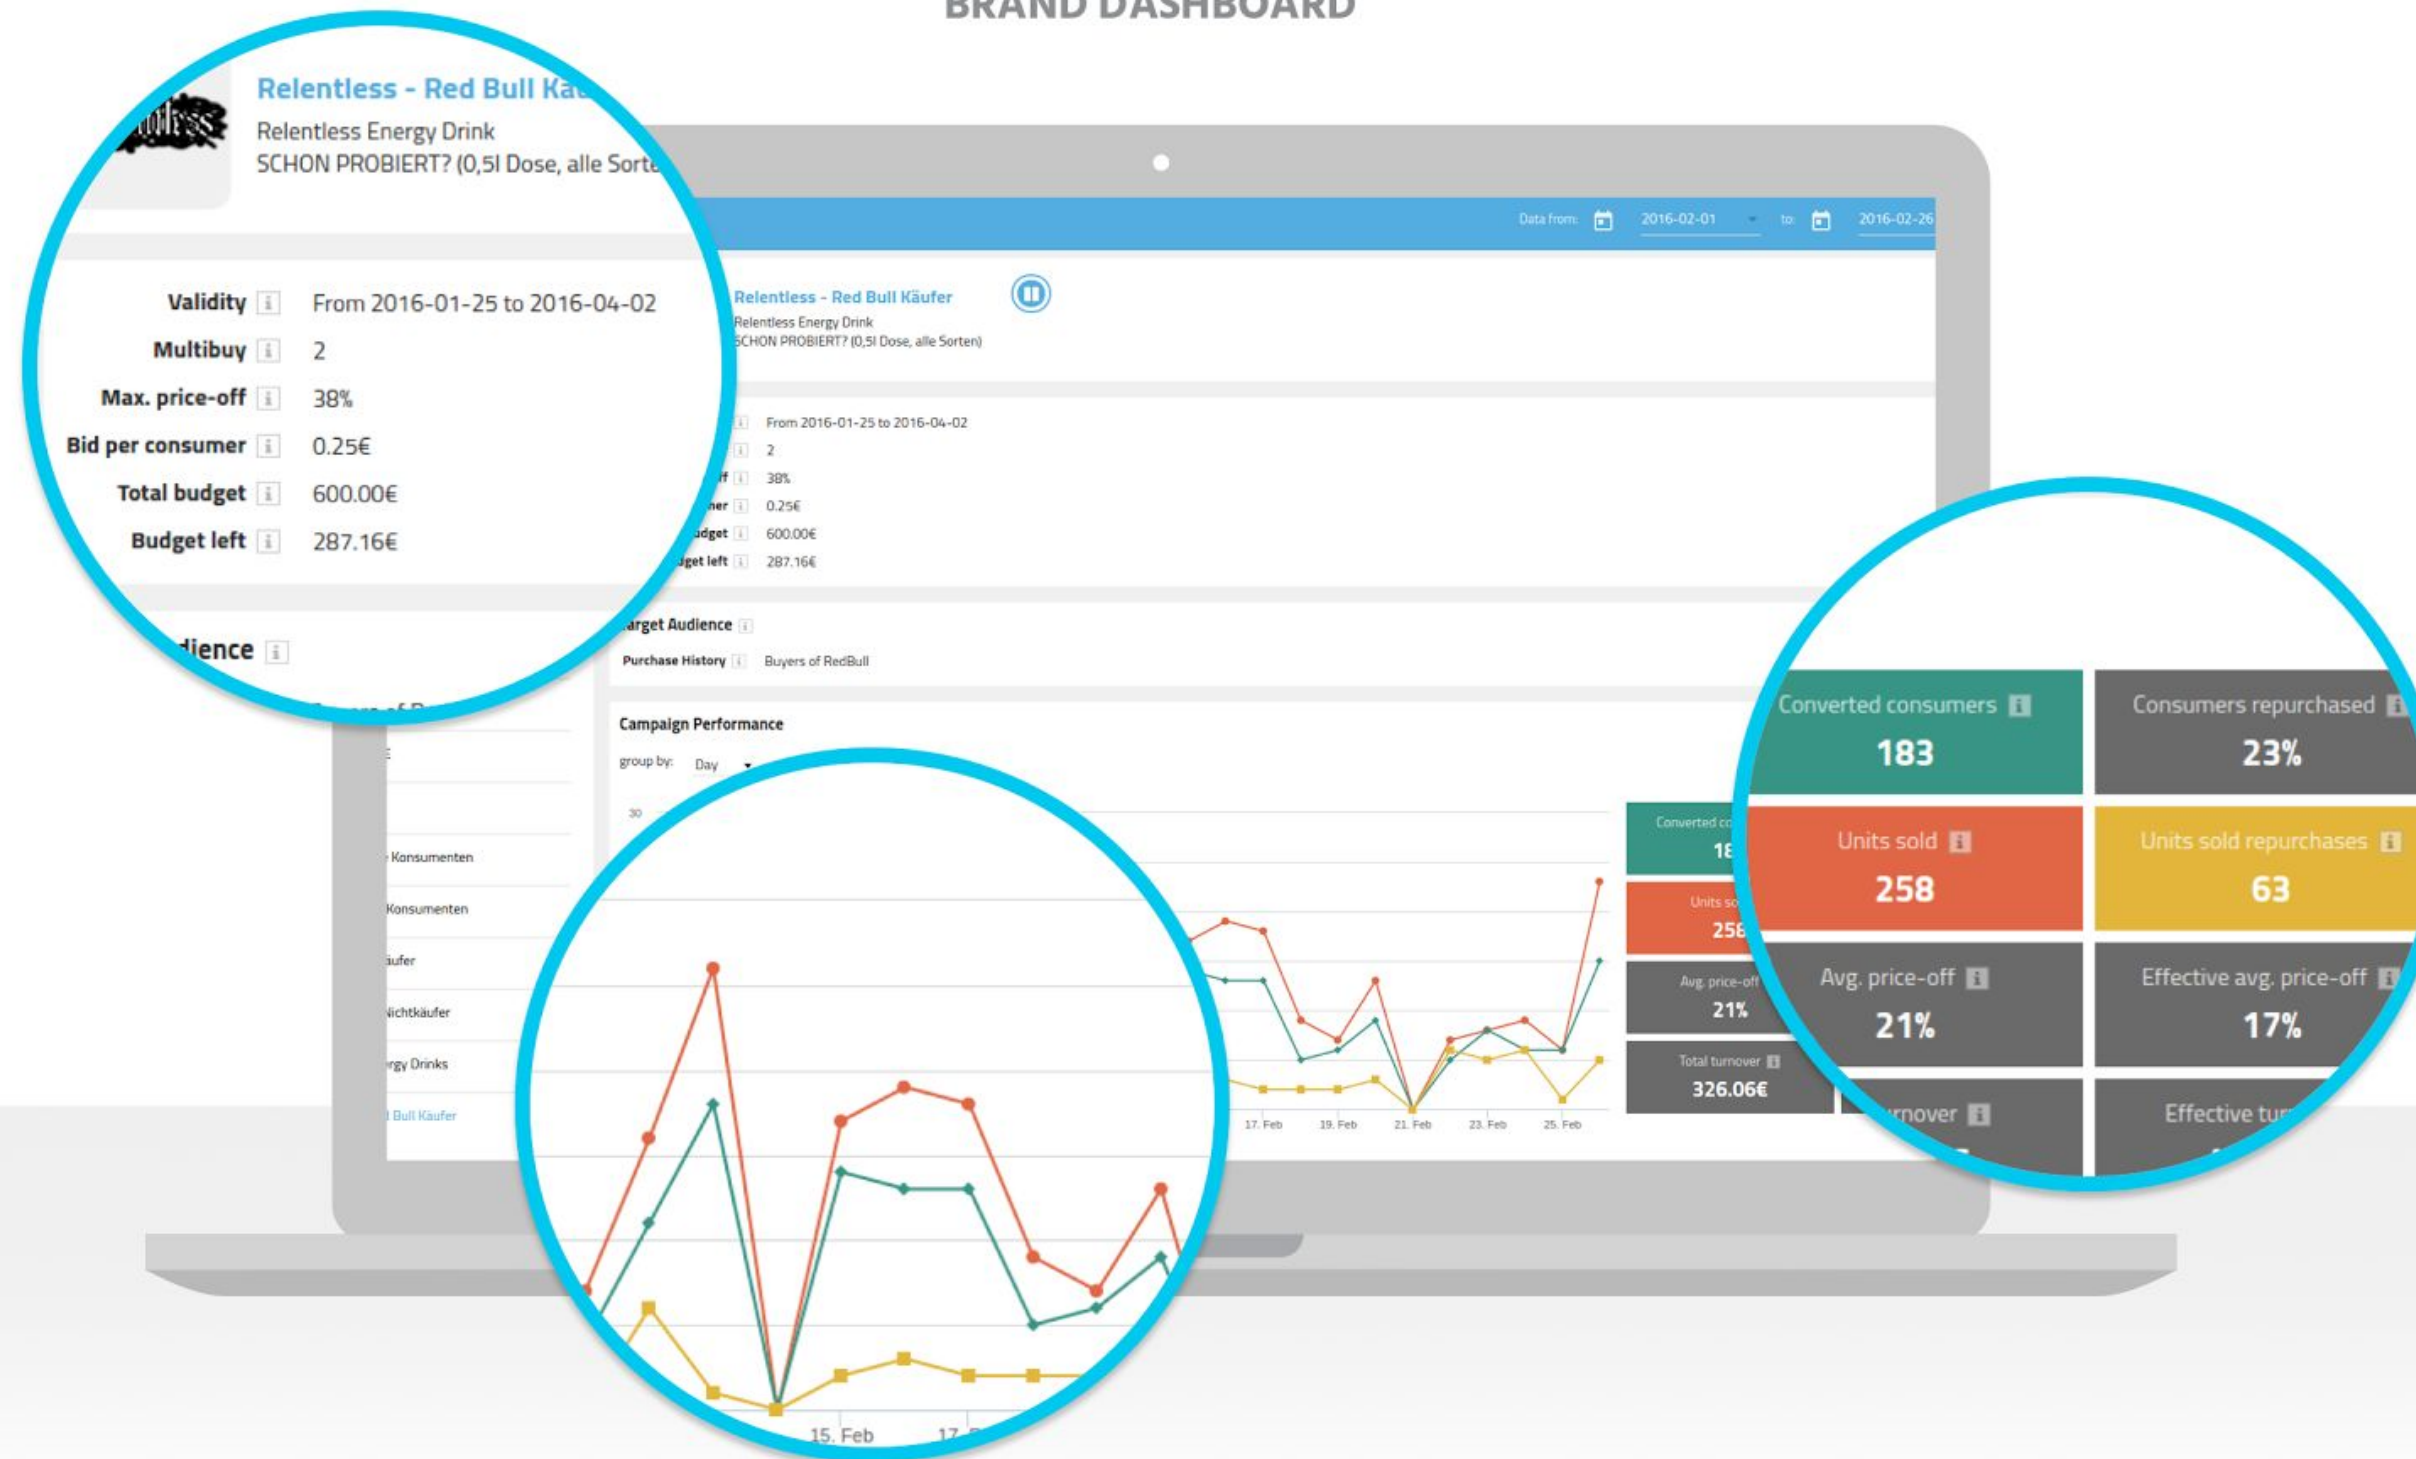 BRAND DASHBOARD
Relentless - Red Bull
Relentless Energy Drink
SCHON PROBIERT? (0,5l Dose, alle
Validity From 2016-01-25 to 2016-04-02
Multibuy 2
Max. price-off 38%
Bid per consumer 0.25€
Total budget 600.00€
Budget left 287.16€
Data from: 2016-02-01 to: 2016-02-26
Relentless - Red Bull Käufer
Relentless Energy Drink
SCHON PROBIERT? (0,5l Dose, alle Sorten)
From 2016-01-25 to 2016-04-02
2
38%
0.25€
600.00€
left 287.16€
Audience
Purchase History Buyers of RedBull
Campaign Performance
group by: Day
30
Konsumenten
Konsumenten
Drinks
Bull Käufer
15. Feb
17.
17. Feb 19. Feb 21. Feb 23. Feb 25. Feb
Converted
Units
258
Avg. price-off
21%
Total turnover
326.06€
Converted consumers
183
Consumers repurchased
23%
Units sold
258
Units sold repurchases
63
Avg. price-off
21%
Effective avg. price-off
17%
Effective